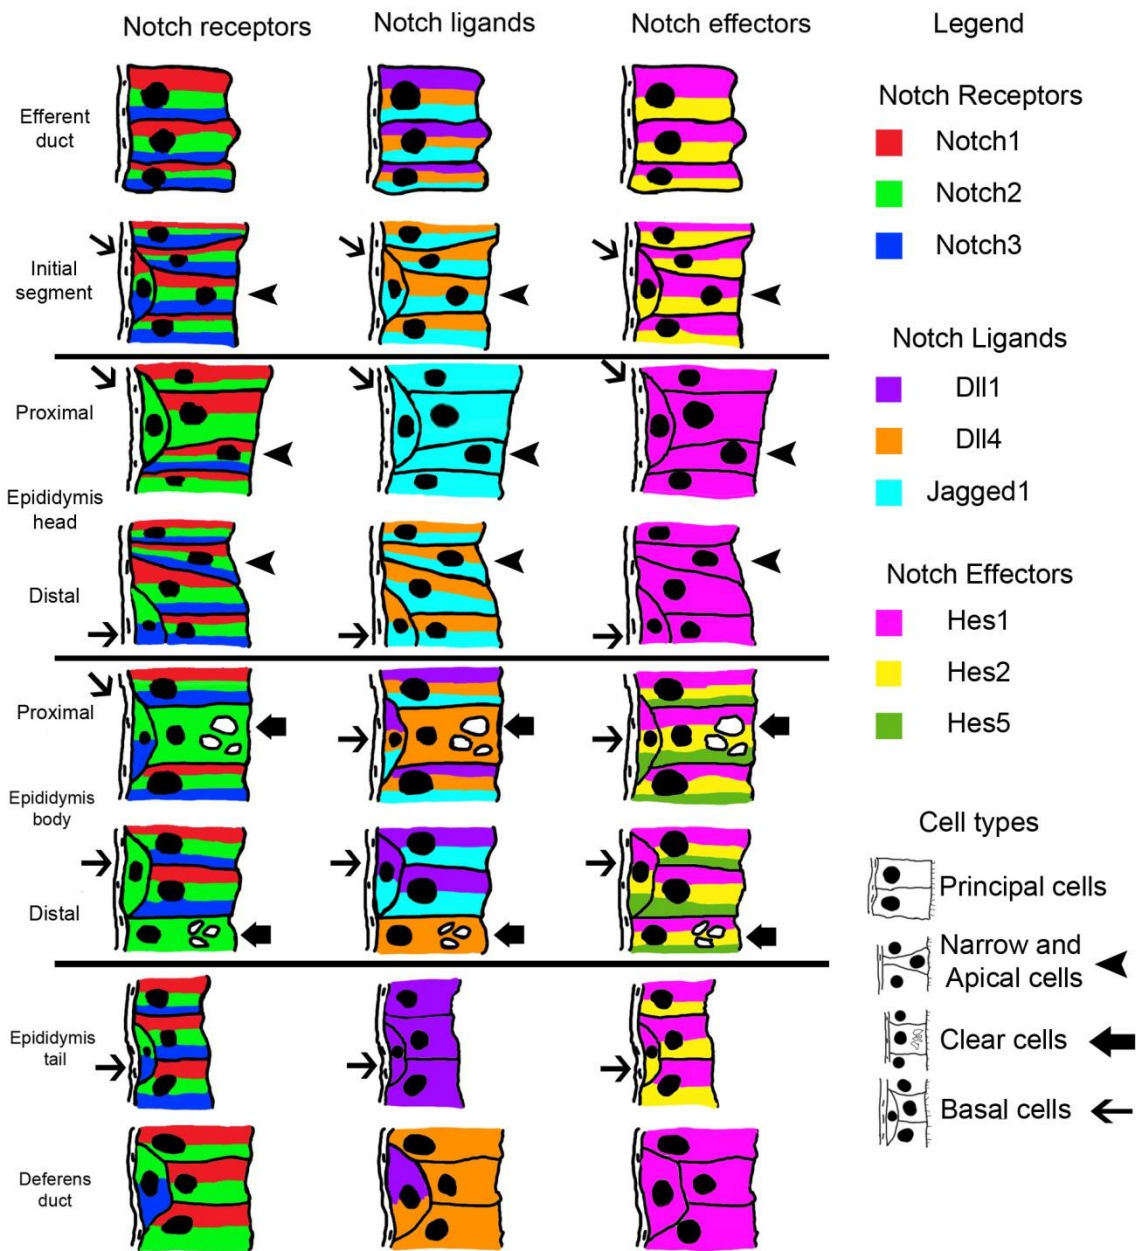 Notch receptors
Notch ligands
Notch effectors
Legend
Efferent
duct
Initial
segment
Proximal
Epididymis
head
Distal
Proximal
Epididymis
body
Distal
Epididymis
tail
Deferens
duct
Notch Receptors
Notch1
Notch2
Notch3
Notch Ligands
Dll1
Dll4
Jagged1
Notch Effectors
Hes1
Hes2
Hes5
Cell types
Principal cells
Narrow and
Apical cells
Clear cells
Basal cells